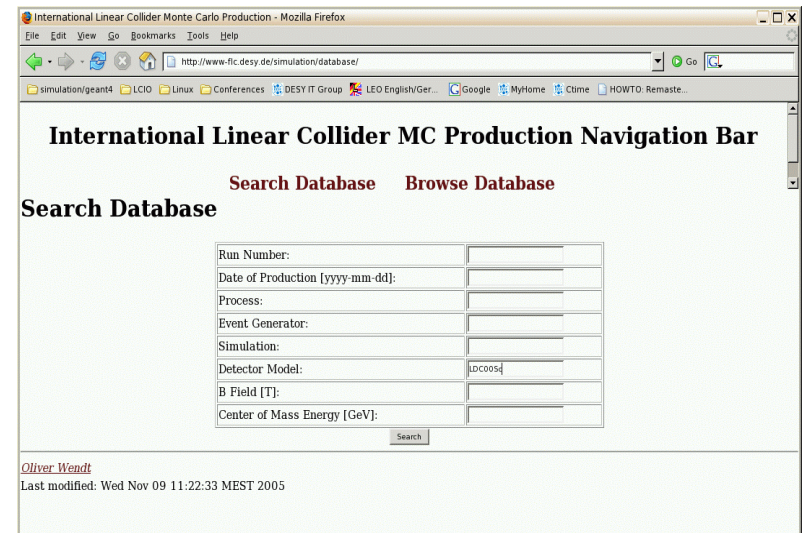 International Linear Collider Monte Carlo Production - Mozilla Firefox
File Edit View Go Bookmarks Tools Help
http://www-flc.desy.de/simulation/database/ Go
simulation/geant4 LCIO Linux Conferences DESY IT Group LEO English/Ger... Google MyHome Ctime HOWTO: Remaste...
International Linear Collider MC Production Navigation Bar
Search Database Browse Database
Search Database
Run Number:
Date of Production [yyyy-mm-dd]:
Process:
Event Generator:
Simulation:
Detector Model: LDC00Sc
B Field [T]:
Center of Mass Energy [GeV]:
Search
Oliver Wendt
Last modified: Wed Nov 09 11:22:33 MEST 2005